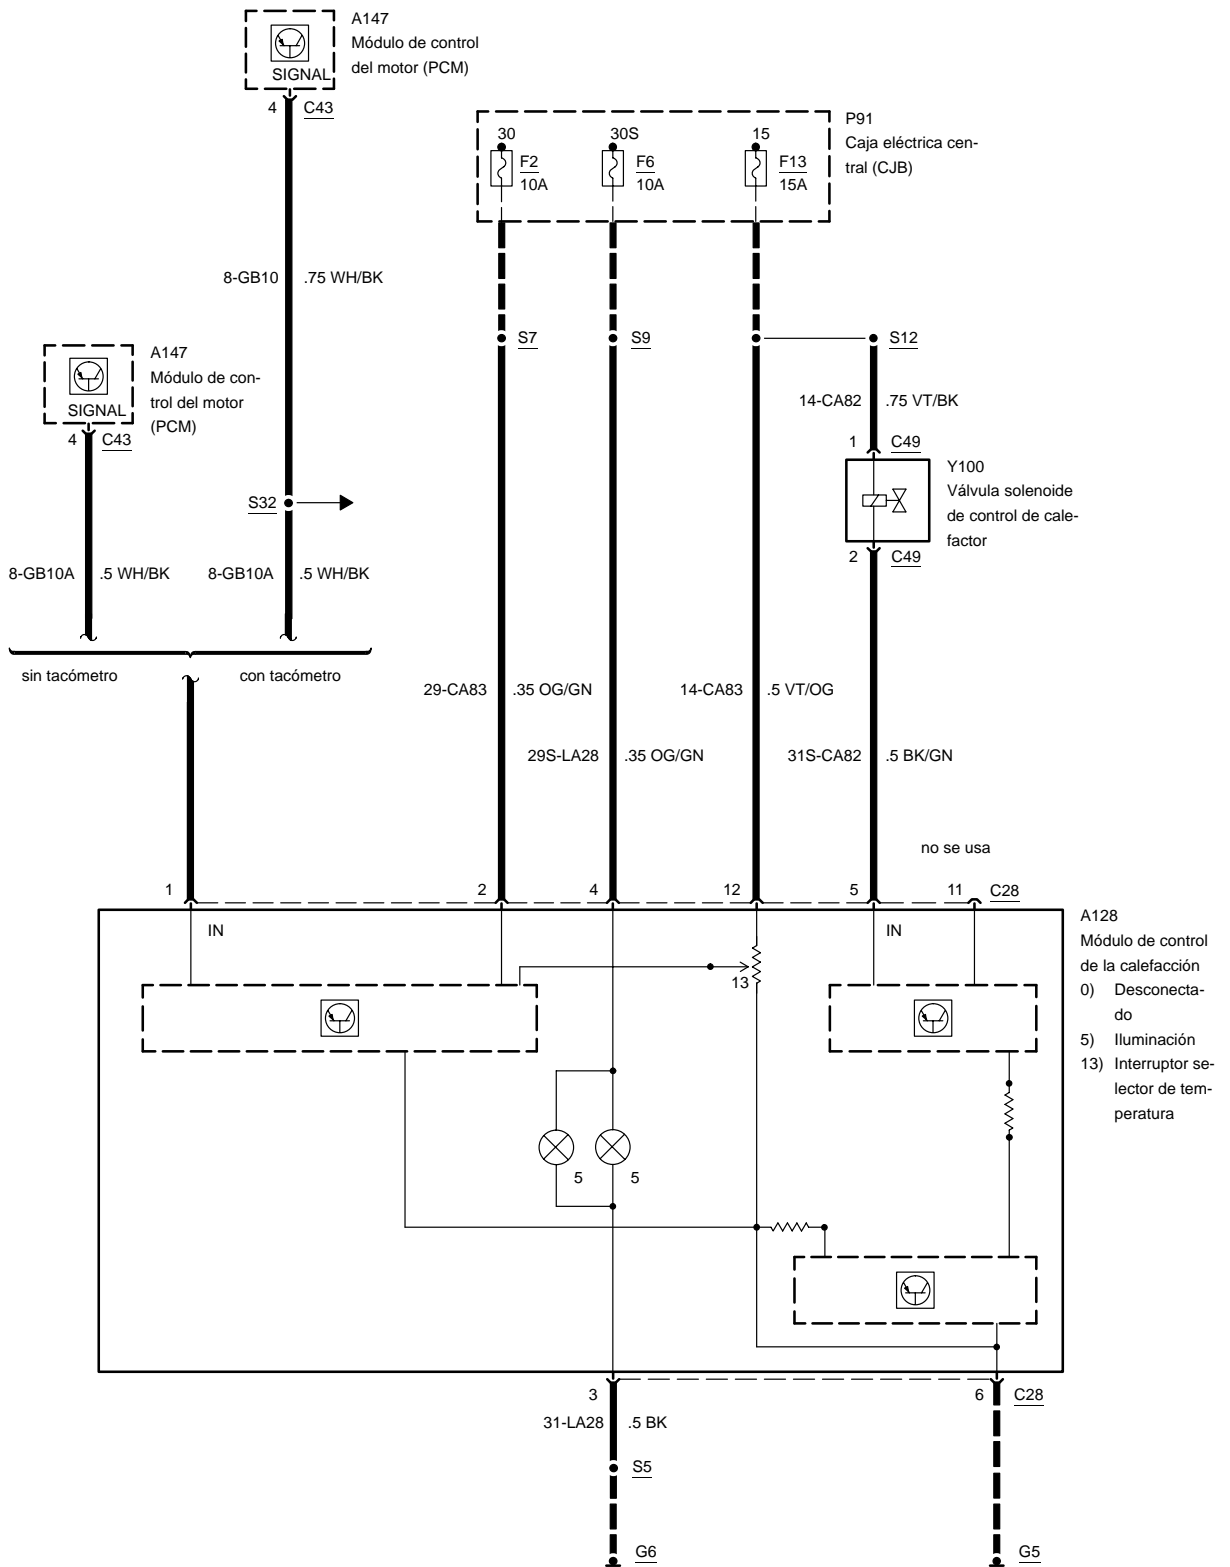 A147
Módulo de control
del motor (PCM)
SIGNAL
4 C43
P91
Caja eléctrica cen-
tral (CJB)
30 30S 15
F2 F6 F13
10A 10A 15A
8-GB10 .75 WH/BK
S7 S9 S12
A147
Módulo de con-
trol del motor
(PCM)
SIGNAL
4 C43
14-CA82 .75 VT/BK
1 C49
Y100
Válvula solenoide
de control de cale-
factor
S32
2 C49
8-GB10A .5 WH/BK 8-GB10A .5 WH/BK
sin tacómetro con tacómetro
29-CA83 .35 OG/GN 14-CA83 .5 VT/OG
29S-LA28 .35 OG/GN 31S-CA82 .5 BK/GN
no se usa
1 2 4 12 5 11 C28
A128
Módulo de control
de la calefacción
0) Desconecta-
do
5) Iluminación
13) Interruptor se-
lector de tem-
peratura
IN IN
13
5 5
3 6 C28
31-LA28 .5 BK
S5
G6 G5